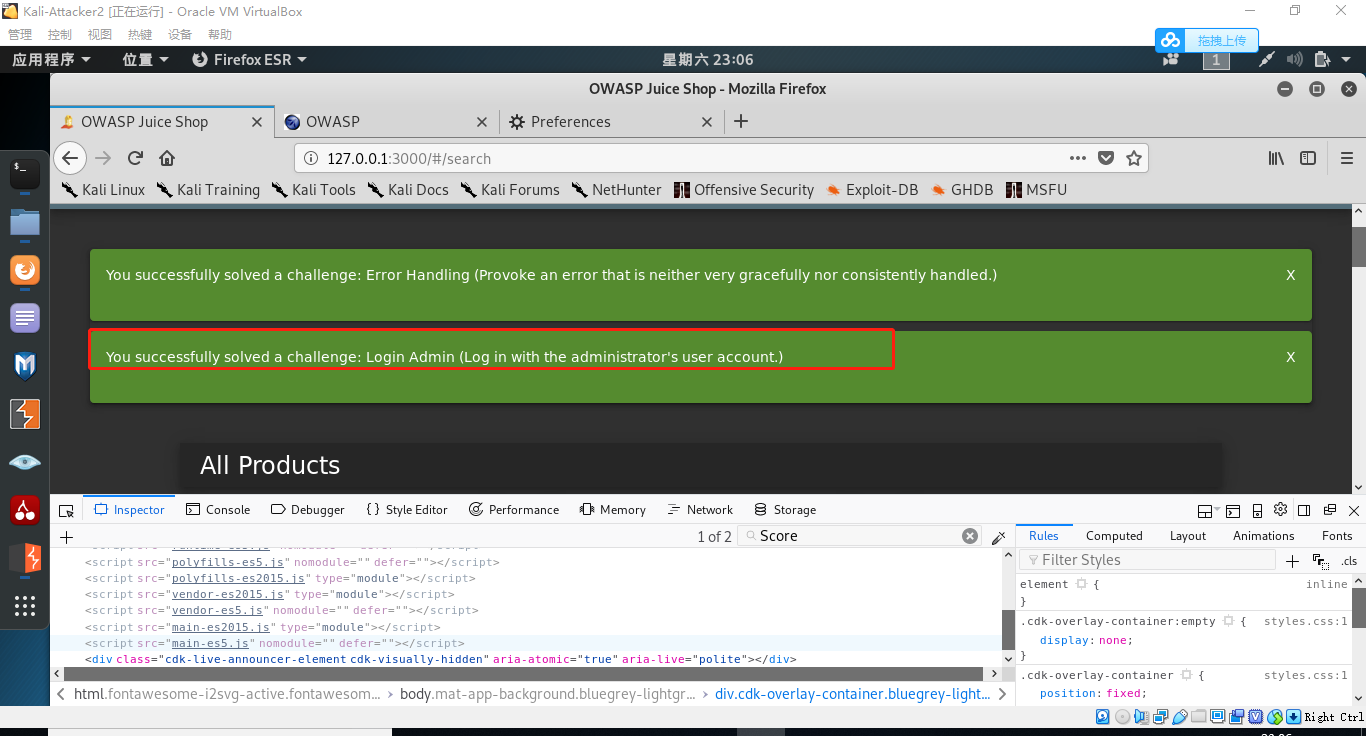 Kali-Attacker2 [正在运行] - Oracle VM VirtualBox
管理 控制 视图 热键 设备 帮助
拖拽上传
应用程序 位置 Firefox ESR 星期六 23:06 1
OWASP Juice Shop - Mozilla Firefox
OWASP Juice Shop OWASP Preferences
127.0.0.1:3000/#/search
Kali Linux Kali Training Kali Tools Kali Docs Kali Forums NetHunter Offensive Security Exploit-DB GHDB MSFU
You successfully solved a challenge: Error Handling (Provoke an error that is neither very gracefully nor consistently handled.) X
You successfully solved a challenge: Login Admin (Log in with the administrator's user account.) X
All Products
Inspector Console Debugger {} Style Editor Performance Memory Network Storage
1 of 2 Score Rules Computed Layout Animations Fonts
Filter Styles .cls
<script src="polyfills-es5.js" nomodule="" defer=""></script>
<script src="polyfills-es2015.js" type="module"></script>
<script src="vendor-es2015.js" type="module"></script>
<script src="vendor-es5.js" nomodule="" defer=""></script>
<script src="main-es2015.js" type="module"></script>
<script src="main-es5.js" nomodule="" defer=""></script>
<div class="cdk-live-announcer-element cdk-visually-hidden" aria-atomic="true" aria-live="polite"></div>
element { inline
}
.cdk-overlay-container:empty { styles.css:1
display: none;
}
.cdk-overlay-container { styles.css:1
position: fixed;
html.fontawesome-i2svg-active.fontawesom... body.mat-app-background.bluegrey-lightgr... div.cdk-overlay-container.bluegrey-light...
Right Ctrl